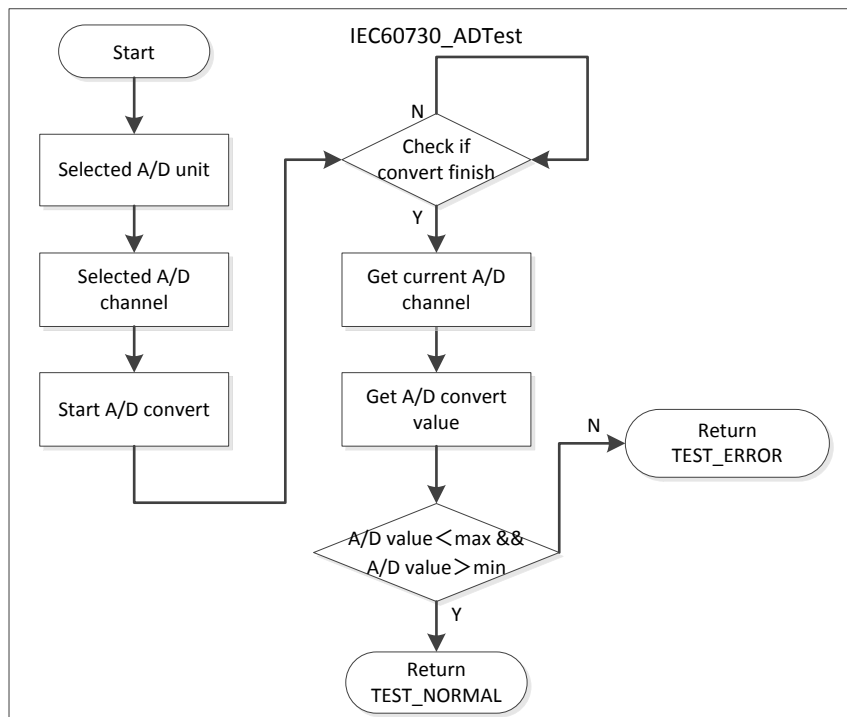 IEC60730_ADTest
Start
Selected A/D unit
Selected A/D
channel
Start A/D convert
N
Check if
convert finish
Y
Get current A/D
channel
Get A/D convert
value
A/D value＜max &&
A/D value＞min
N
Return
TEST_ERROR
Y
Return
TEST_NORMAL